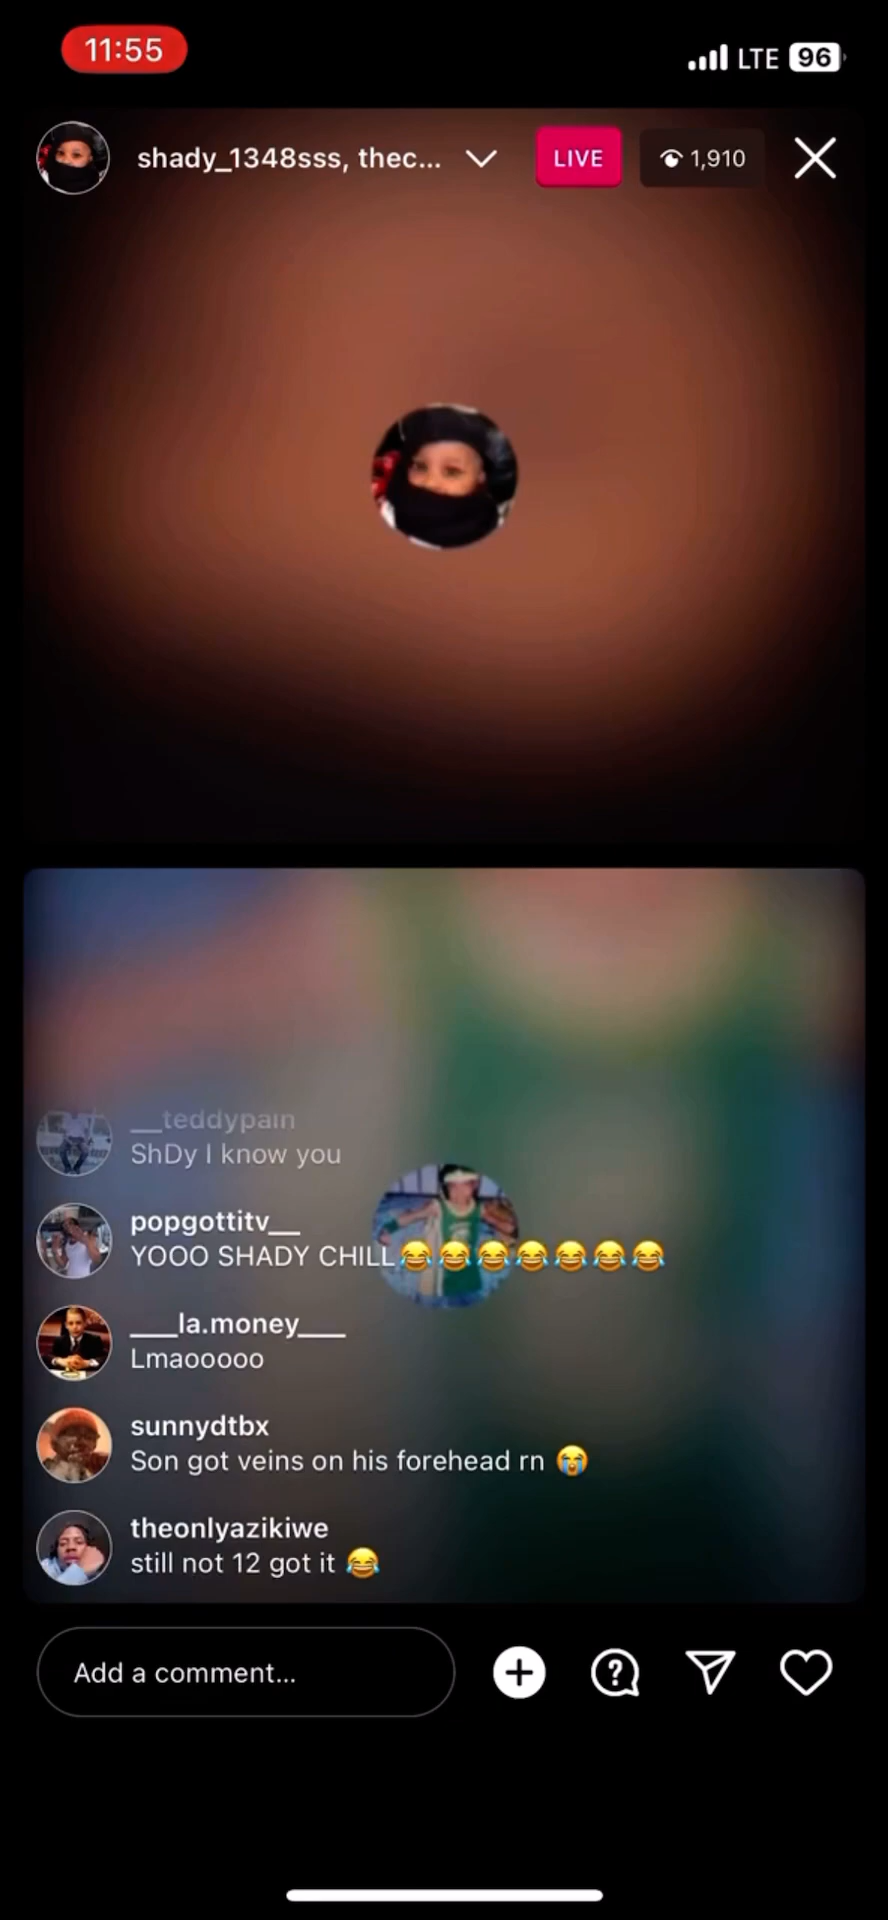 11:55
LTE 96
shady_1348sss, thec...
LIVE
1,910
__teddypain
ShDy I know you
popgottitv__
YOOO SHADY CHILL😂😂😂😂😂😂😂
___la.money___
Lmaooooo
sunnydtbx
Son got veins on his forehead rn 😭
theonlyazikiwe
still not 12 got it 😂
Add a comment...